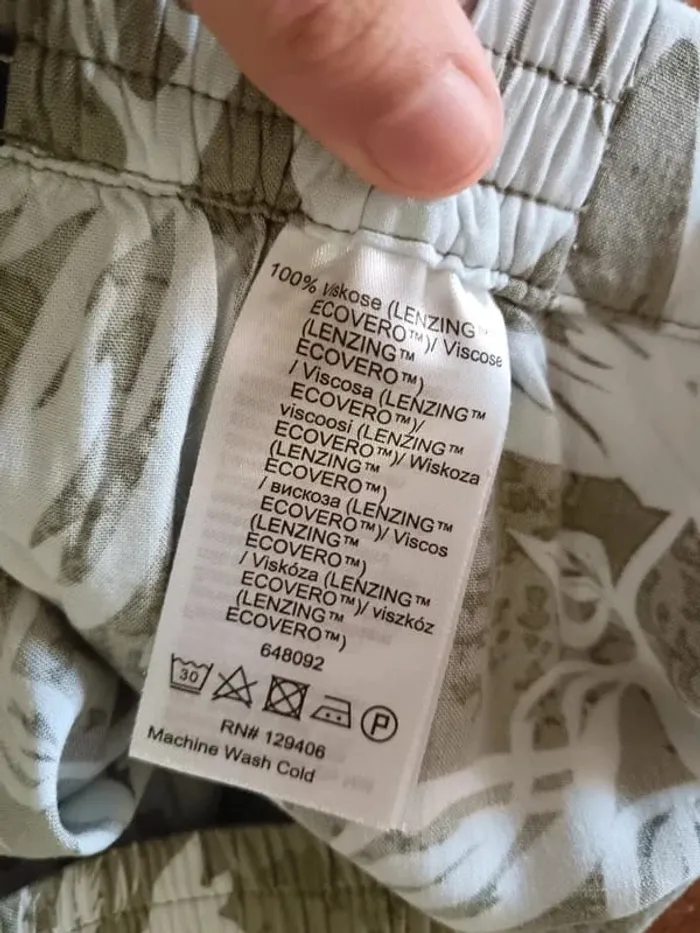 100% Viskose (LENZING™
ECOVERO™)/ Viscose
(LENZING™
ECOVERO™)
/ Viscosa (LENZING™
ECOVERO™)/
viscoosi (LENZING™
ECOVERO™)/ Wiskoza
(LENZING™
ECOVERO™)
/ вискоза (LENZING™
ECOVERO™)/ Viscos
(LENZING™
ECOVERO™)
/ Viskóza (LENZING™
ECOVERO™)/ viszkóz
(LENZING™
ECOVERO™)
648092
30
P
RN# 129406
Machine Wash Cold